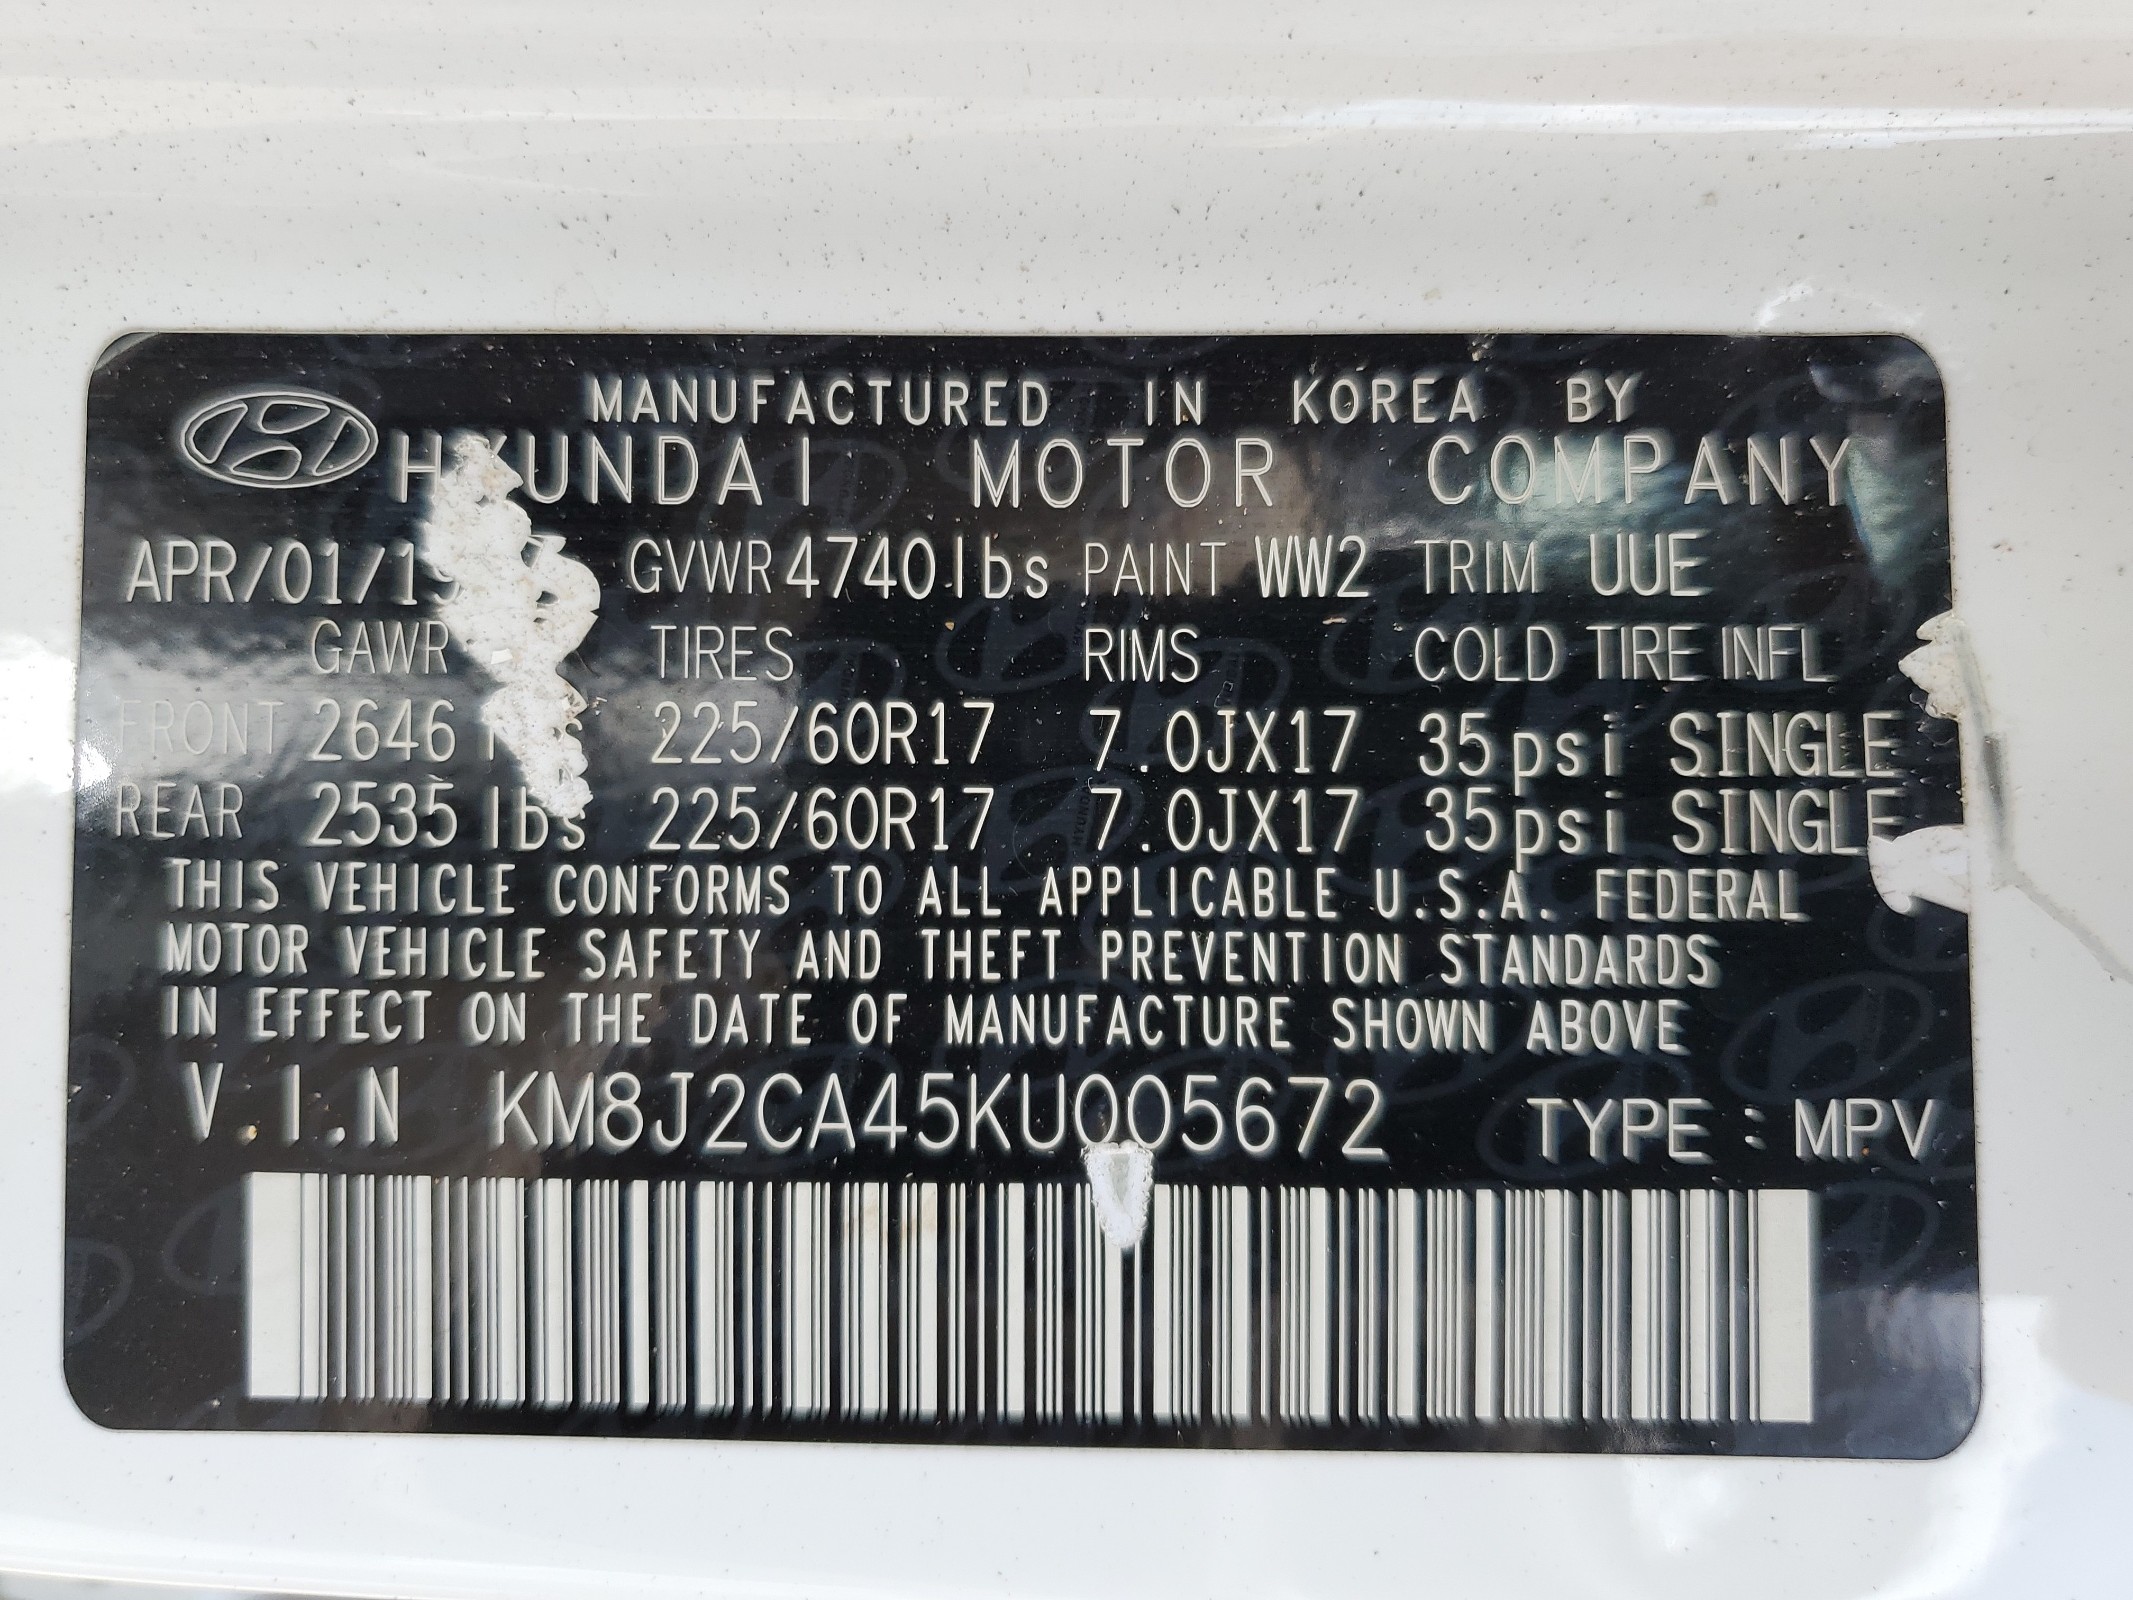 MANUFACTURED IN KOREA BY
HYUNDAI MOTOR COMPANY
GVWR 4740lbs PAINT WW2 TRIM UUE
GAWR TIRES RIMS COLD TIRE INFL
FRONT 2646 lbs 225/60R17 7.0JX17 35psi SINGLE
REAR 2535 lbs 225/60R17 7.0JX17 35psi SINGLE
THIS VEHICLE CONFORMS TO ALL APPLICABLE U.S.A. FEDERAL
MOTOR VEHICLE SAFETY AND THEFT PREVENTION STANDARDS
IN EFFECT ON THE DATE OF MANUFACTURE SHOWN ABOVE
V.I.N KM8J2CA45KU005672 TYPE : MPV